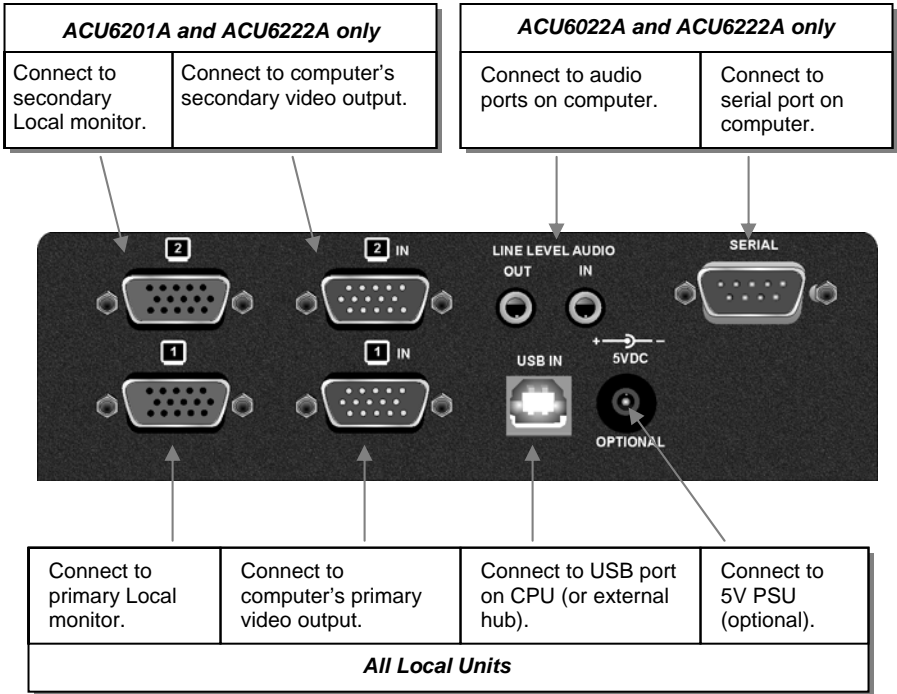 ACU6201A and ACU6222A only
Connect to
secondary
Local monitor.
Connect to computer's
secondary video output.
ACU6022A and ACU6222A only
Connect to audio
ports on computer.
Connect to
serial port on
computer.
2
2 IN
LINE LEVEL AUDIO
OUT
IN
SERIAL
1
1 IN
USB IN
+ -
5VDC
OPTIONAL
Connect to
primary Local
monitor.
Connect to
computer's primary
video output.
Connect to USB port
on CPU (or external
hub).
Connect to
5V PSU
(optional).
All Local Units